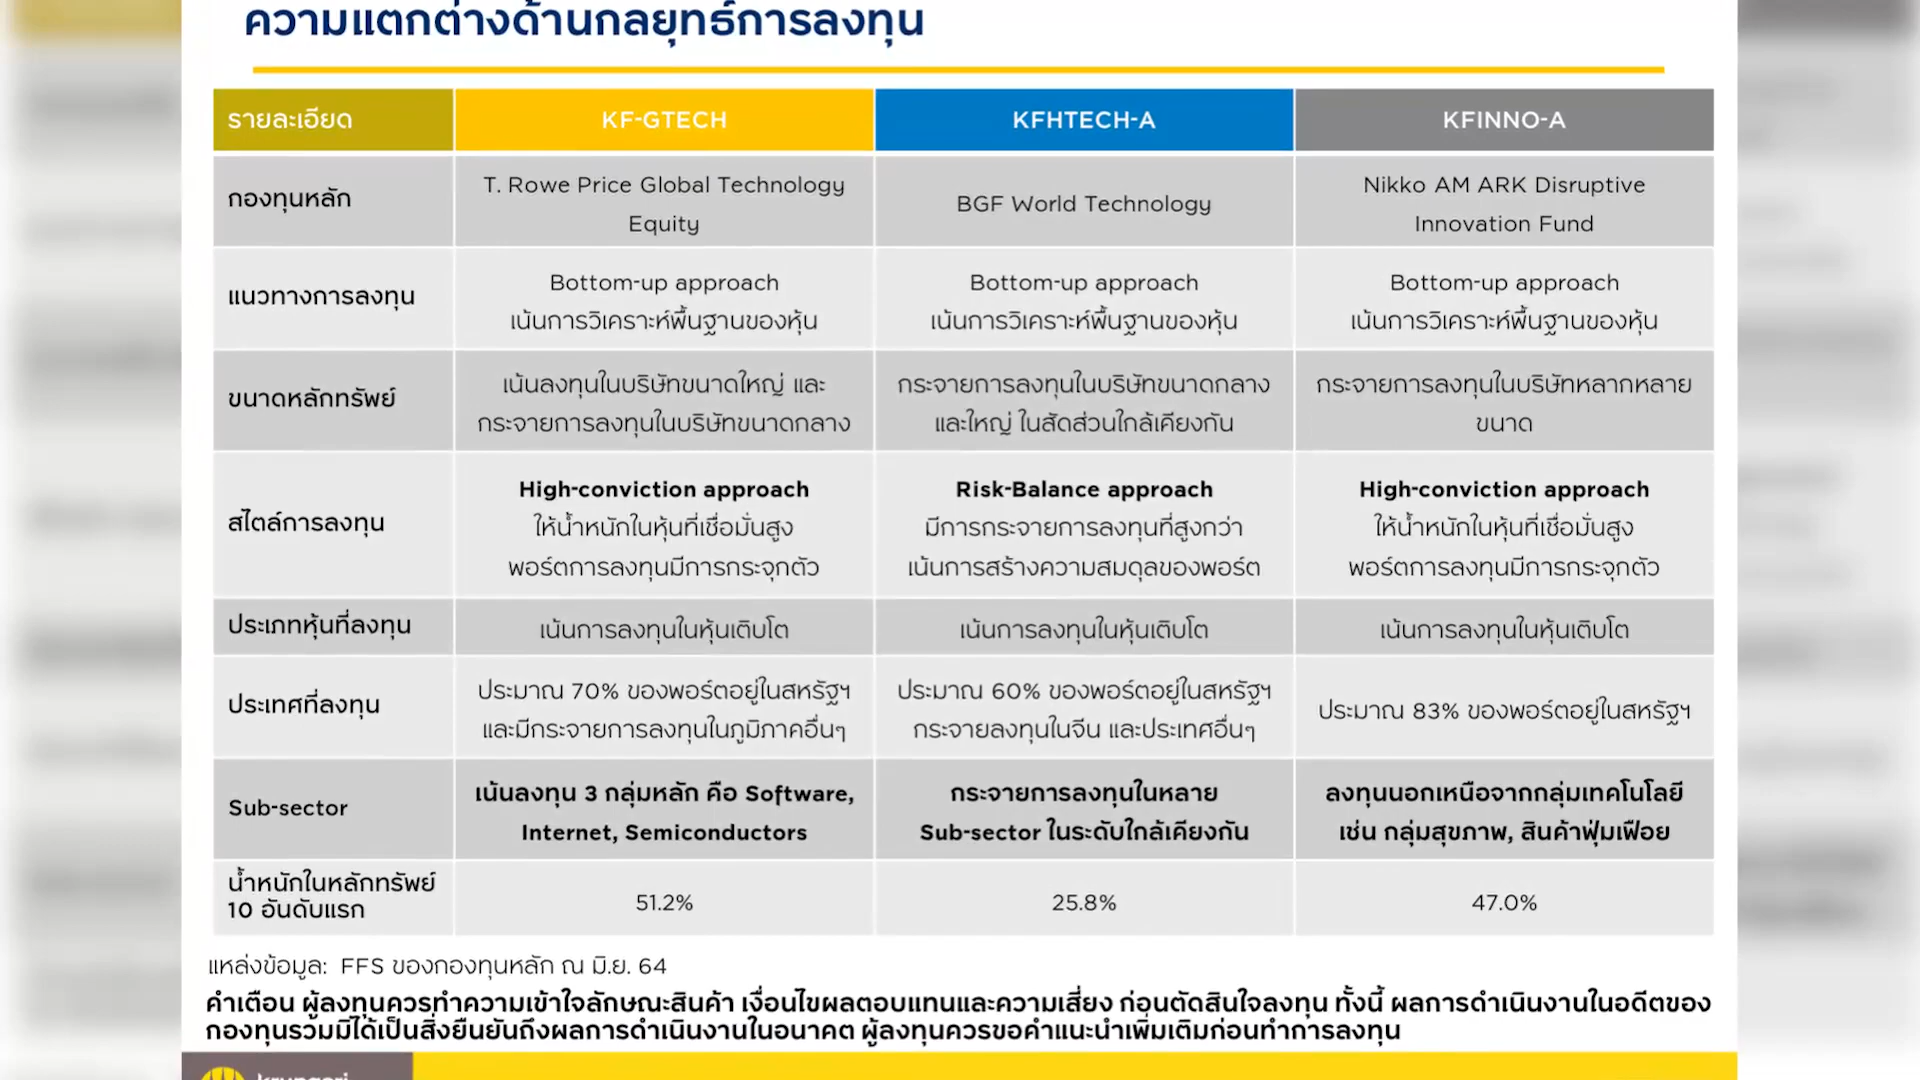 ความแตกต่างด้านกลยุทธ์การลงทุน
รายละเอียด
KF-GTECH
KFHTECH-A
KFINNO-A
กองทุนหลัก
T. Rowe Price Global Technology
Equity
BGF World Technology
Nikko AM ARK Disruptive
Innovation Fund
แนวทางการลงทุน
Bottom-up approach
เน้นการวิเคราะห์พื้นฐานของหุ้น
Bottom-up approach
เน้นการวิเคราะห์พื้นฐานของหุ้น
Bottom-up approach
เน้นการวิเคราะห์พื้นฐานของหุ้น
ขนาดหลักทรัพย์
เน้นลงทุนในบริษัทขนาดใหญ่ และ
กระจายการลงทุนในบริษัทขนาดกลาง
กระจายการลงทุนในบริษัทขนาดกลาง
และใหญ่ ในสัดส่วนใกล้เคียงกัน
กระจายการลงทุนในบริษัทหลากหลาย
ขนาด
สไตล์การลงทุน
High-conviction approach
ให้น้ำหนักในหุ้นที่เชื่อมั่นสูง
พอร์ตการลงทุนมีการกระจุกตัว
Risk-Balance approach
มีการกระจายการลงทุนที่สูงกว่า
เน้นการสร้างความสมดุลของพอร์ต
High-conviction approach
ให้น้ำหนักในหุ้นที่เชื่อมั่นสูง
พอร์ตการลงทุนมีการกระจุกตัว
ประเภทหุ้นที่ลงทุน
เน้นการลงทุนในหุ้นเติบโต
เน้นการลงทุนในหุ้นเติบโต
เน้นการลงทุนในหุ้นเติบโต
ประเทศที่ลงทุน
ประมาณ 70% ของพอร์ตอยู่ในสหรัฐฯ
และมีกระจายการลงทุนในภูมิภาคอื่นๆ
ประมาณ 60% ของพอร์ตอยู่ในสหรัฐฯ
กระจายลงทุนในจีน และประเทศอื่นๆ
ประมาณ 83% ของพอร์ตอยู่ในสหรัฐฯ
Sub-sector
เน้นลงทุน 3 กลุ่มหลัก คือ Software,
Internet, Semiconductors
กระจายการลงทุนในหลาย
Sub-sector ในระดับใกล้เคียงกัน
ลงทุนนอกเหนือจากกลุ่มเทคโนโลยี
เช่น กลุ่มสุขภาพ, สินค้าฟุ่มเฟือย
น้ำหนักในหลักทรัพย์
10 อันดับแรก
51.2%
25.8%
47.0%
แหล่งข้อมูล: FFS ของกองทุนหลัก ณ มิ.ย. 64
คำเตือน ผู้ลงทุนควรทำความเข้าใจลักษณะสินค้า เงื่อนไขผลตอบแทนและความเสี่ยง ก่อนตัดสินใจลงทุน ทั้งนี้ ผลการดำเนินงานในอดีตของ
กองทุนรวมมิได้เป็นสิ่งยืนยันถึงผลการดำเนินงานในอนาคต ผู้ลงทุนควรขอคำแนะนำเพิ่มเติมก่อนทำการลงทุน